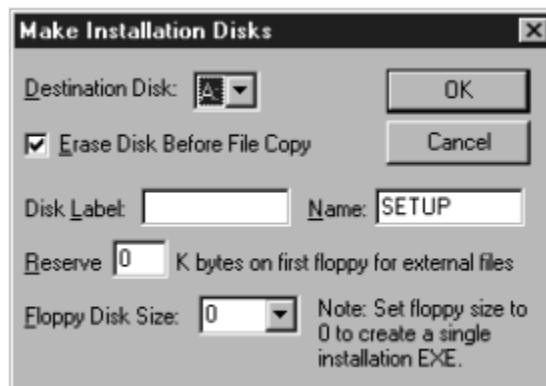 Make Installation Disks
Destination Disk: A
OK
Erase Disk Before File Copy
Cancel
Disk Label:
Name: SETUP
Reserve 0 K bytes on first floppy for external files
Floppy Disk Size: 0
Note: Set floppy size to
0 to create a single
installation EXE.